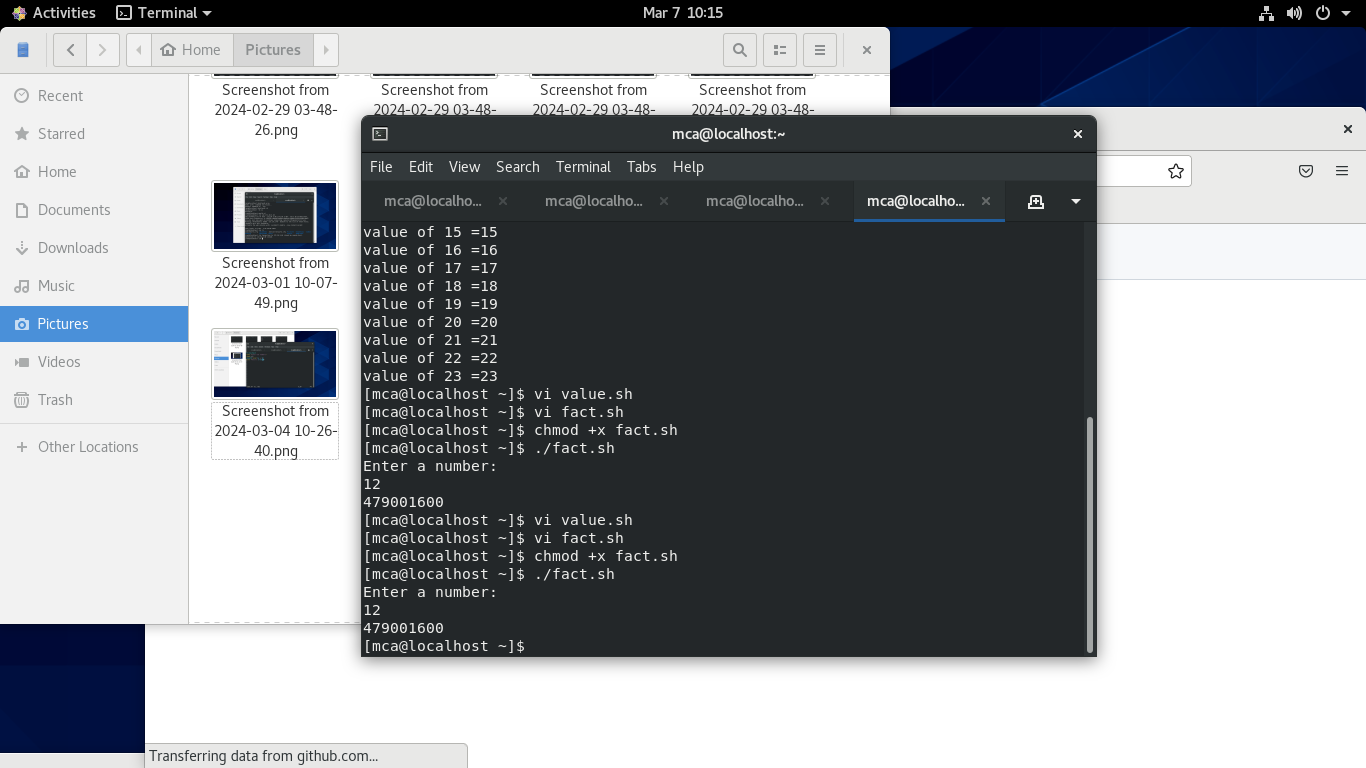 Activities Terminal Mar 7 10:15
Home Pictures
Recent
Starred
Home
Documents
Downloads
Music
Pictures
Videos
Trash
Other Locations
Screenshot from 2024-02-29 03-48-26.png
Screenshot from 2024-02-29 03-48-
Screenshot from 2024-02-29 03-48-
Screenshot from 2024-02-29 03-48-
Screenshot from 2024-03-01 10-07-49.png
Screenshot from 2024-03-04 10-26-40.png
mca@localhost:~
File Edit View Search Terminal Tabs Help
mca@localho... mca@localho... mca@localho... mca@localho...
value of 15 =15
value of 16 =16
value of 17 =17
value of 18 =18
value of 19 =19
value of 20 =20
value of 21 =21
value of 22 =22
value of 23 =23
[mca@localhost ~]$ vi value.sh
[mca@localhost ~]$ vi fact.sh
[mca@localhost ~]$ chmod +x fact.sh
[mca@localhost ~]$ ./fact.sh
Enter a number:
12
479001600
[mca@localhost ~]$ vi value.sh
[mca@localhost ~]$ vi fact.sh
[mca@localhost ~]$ chmod +x fact.sh
[mca@localhost ~]$ ./fact.sh
Enter a number:
12
479001600
[mca@localhost ~]$
Transferring data from github.com...